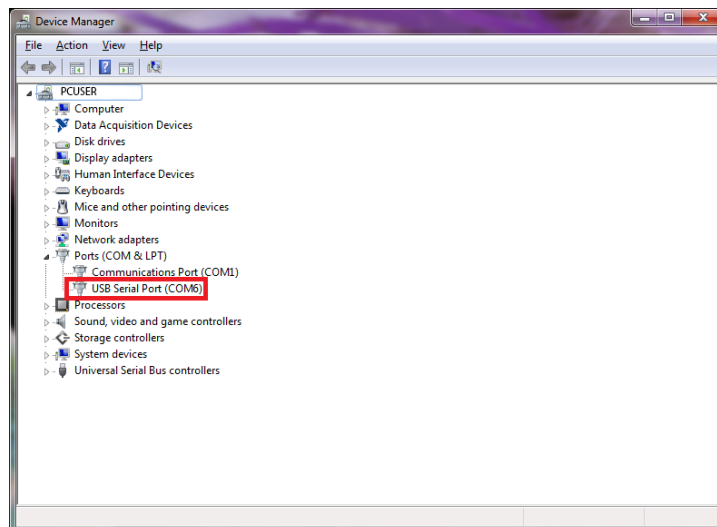 Device Manager
File Action View Help
PCUSER
Computer
Data Acquisition Devices
Disk drives
Display adapters
Human Interface Devices
Keyboards
Mice and other pointing devices
Monitors
Network adapters
Ports (COM & LPT)
Communications Port (COM1)
USB Serial Port (COM6)
Processors
Sound, video and game controllers
Storage controllers
System devices
Universal Serial Bus controllers